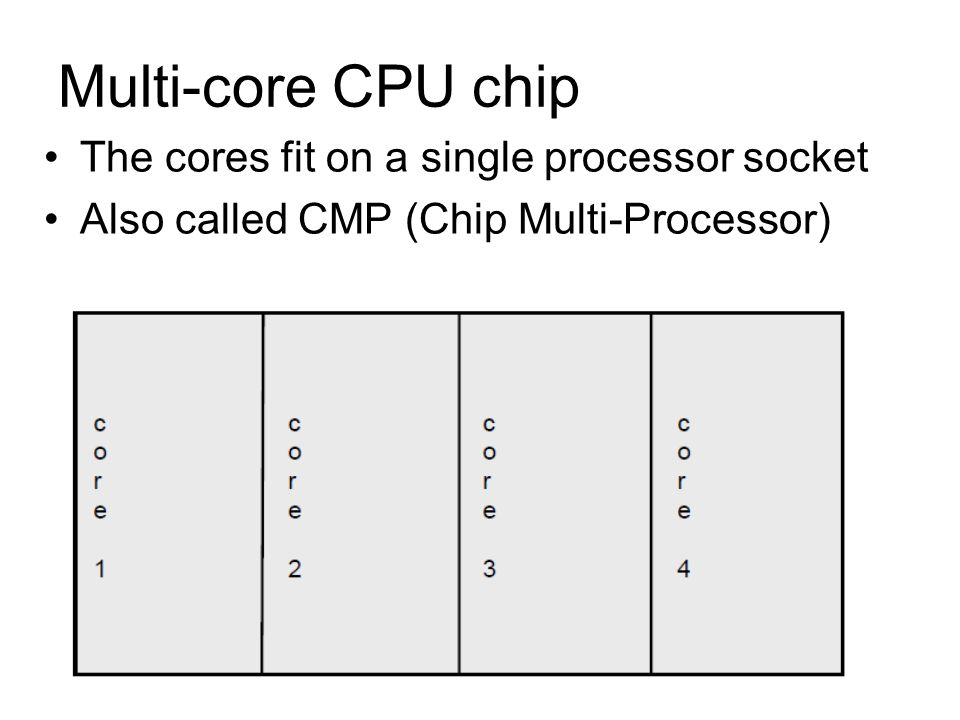 Multi-core CPU chip
• The cores fit on a single processor socket
• Also called CMP (Chip Multi-Processor)
core 1
core 2
core 3
core 4